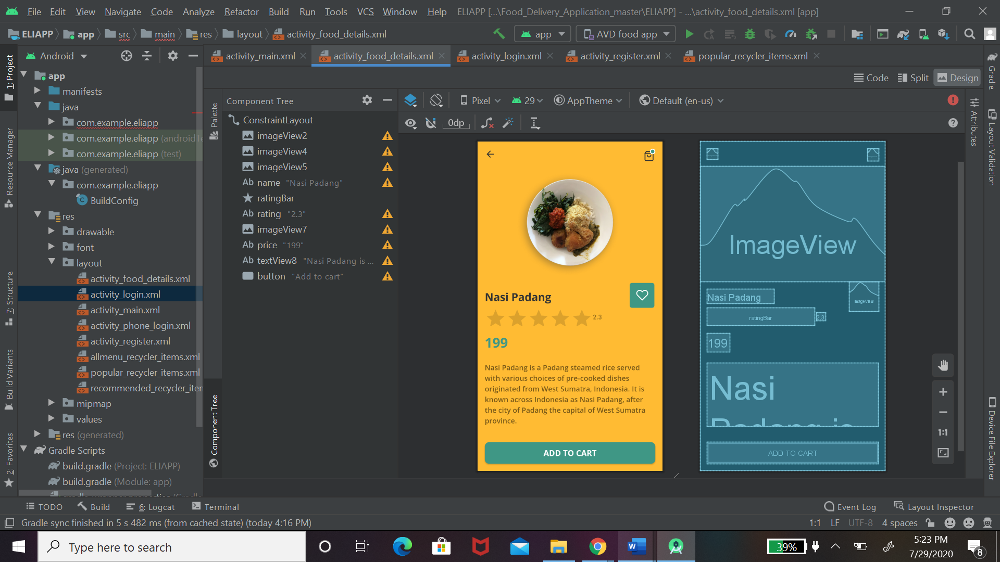 File Edit View Navigate Code Analyze Refactor Build Run Tools VCS Window Help ELIAPP [...\Food_Delivery_Application_master\ELIAPP] - ...\activity_food_details.xml [app]
ELIAPP app src main res layout activity_food_details.xml app AVD food app
Android activity_main.xml activity_food_details.xml activity_login.xml activity_register.xml popular_recycler_items.xml
Code Split Design
Component Tree Pixel 29 AppTheme Default (en-us)
0dp
1: Project
Resource Manager
7: Structure
Build Variants
2: Favorites
app
manifests
java
com.example.eliapp
com.example.eliapp (androidTe
com.example.eliapp (test)
java (generated)
com.example.eliapp
BuildConfig
res
drawable
font
layout
activity_food_details.xml
activity_login.xml
activity_main.xml
activity_phone_login.xml
activity_register.xml
allmenu_recycler_items.xml
popular_recycler_items.xml
recommended_recycler_iten
mipmap
values
res (generated)
Gradle Scripts
build.gradle (Project: ELIAPP)
build.gradle (Module: app)
Palette
Component Tree
ConstraintLayout
imageView2
imageView4
imageView5
Ab name "Nasi Padang"
ratingBar
Ab rating "2.3"
imageView7
Ab price "199"
Ab textView8 "Nasi Padang is ...
button "Add to cart"
Nasi Padang
2.3
199
Nasi Padang is a Padang steamed rice served
with various choices of pre-cooked dishes
originated from West Sumatra, Indonesia. It is
known across Indonesia as Nasi Padang, after
the city of Padang the capital of West Sumatra
province.
ADD TO CART
ImageView
Nasi Padang
ImageView
ratingBar
2.3
199
Nasi
Padang is
ADD TO CART
1:1
Attributes
Gradle
Layout Validation
Device File Explorer
TODO Build 6: Logcat Terminal Event Log Layout Inspector
Gradle sync finished in 5 s 482 ms (from cached state) (today 4:16 PM) 1:1 LF UTF-8 4 spaces
Type here to search
W
39%
5:23 PM
7/29/2020
8